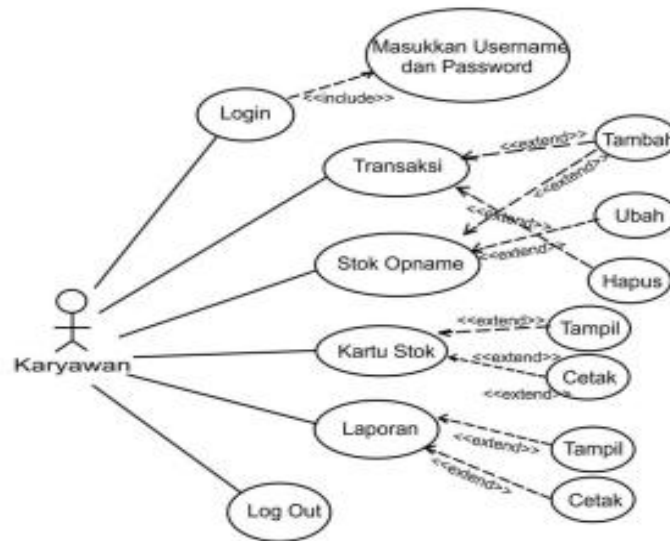 Masukkan Username
dan Password
<<include>>
Login
<<extend>>
Tambah
Transaksi
<<extend>>
Ubah
<<extend>>
Stok Opname
<<extend>>
Hapus
Karyawan
<<extend>>
Tampil
Kartu Stok
<<extend>>
Cetak
<<extend>>
Laporan
<<extend>>
Tampil
<<extend>>
Cetak
Log Out